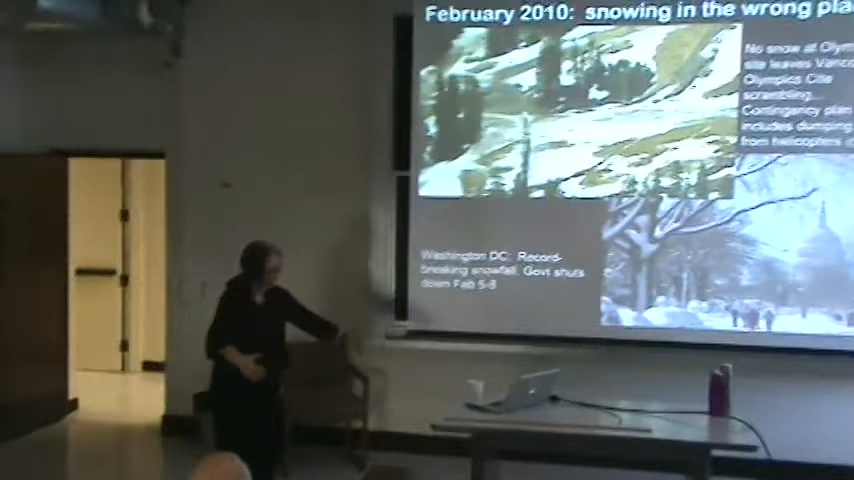 February 2010: snowing in the wrong pla
No snow at Olym
site leaves Vanco
Olympics Ctte
scrambling...
Contingency plan
includes dumping
from helicopters
Washington DC: Record-
breaking snowfall, Govt shuts
down Feb 5-8